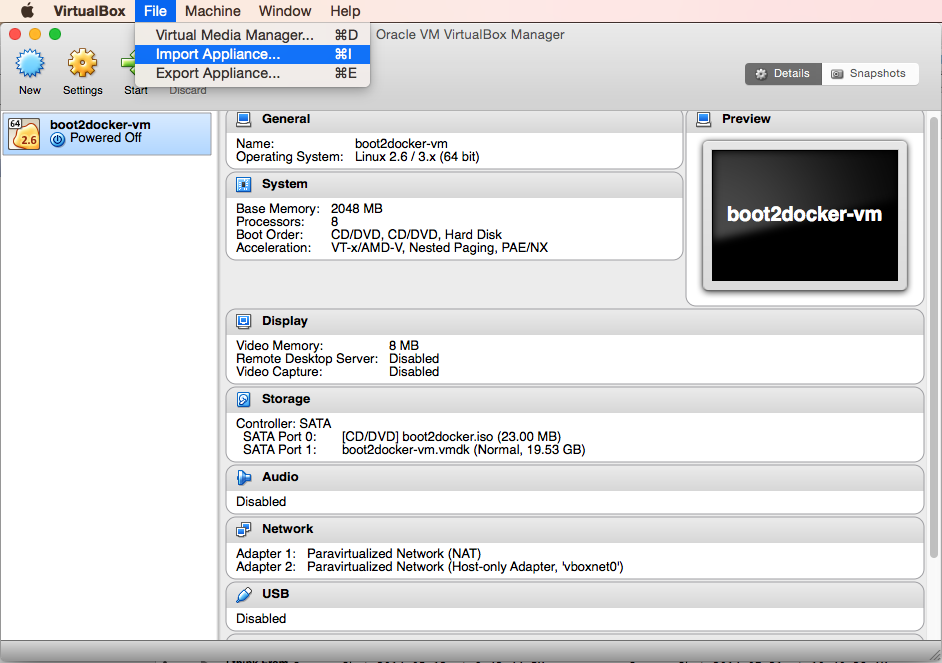 VirtualBox File Machine Window Help
Virtual Media Manager... ⌘D
Import Appliance... ⌘I
Export Appliance... ⌘E
Oracle VM VirtualBox Manager
New Settings Start Discard
Details Snapshots
64
2.6
boot2docker-vm
Powered Off
General
Name: boot2docker-vm
Operating System: Linux 2.6 / 3.x (64 bit)
System
Base Memory: 2048 MB
Processors: 8
Boot Order: CD/DVD, CD/DVD, Hard Disk
Acceleration: VT-x/AMD-V, Nested Paging, PAE/NX
Preview
boot2docker-vm
Display
Video Memory: 8 MB
Remote Desktop Server: Disabled
Video Capture: Disabled
Storage
Controller: SATA
SATA Port 0: [CD/DVD] boot2docker.iso (23.00 MB)
SATA Port 1: boot2docker-vm.vmdk (Normal, 19.53 GB)
Audio
Disabled
Network
Adapter 1: Paravirtualized Network (NAT)
Adapter 2: Paravirtualized Network (Host-only Adapter, 'vboxnet0')
USB
Disabled